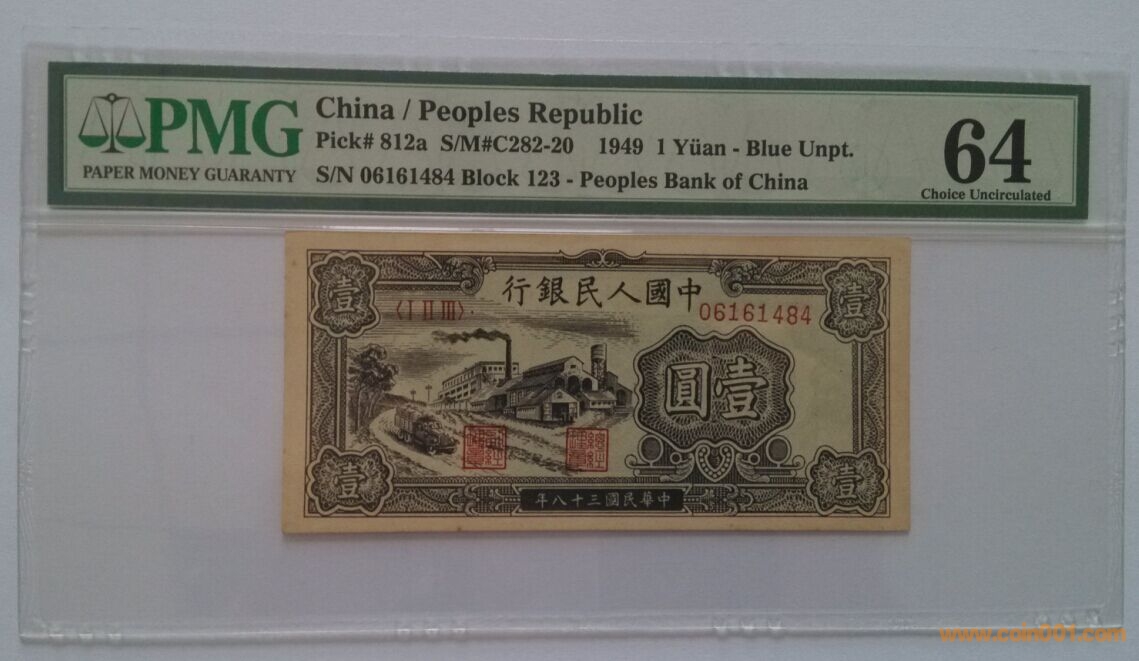 PMG
PAPER MONEY GUARANTY
China / Peoples Republic
Pick# 812a S/M#C282-20 1949 1 Yüan - Blue Unpt.
S/N 06161484 Block 123 - Peoples Bank of China
64
Choice Uncirculated
行銀民人國中
〈I II III〉
06161484
壹
壹
圓壹
壹
壹
年八十三國民華中
www.coin001.com